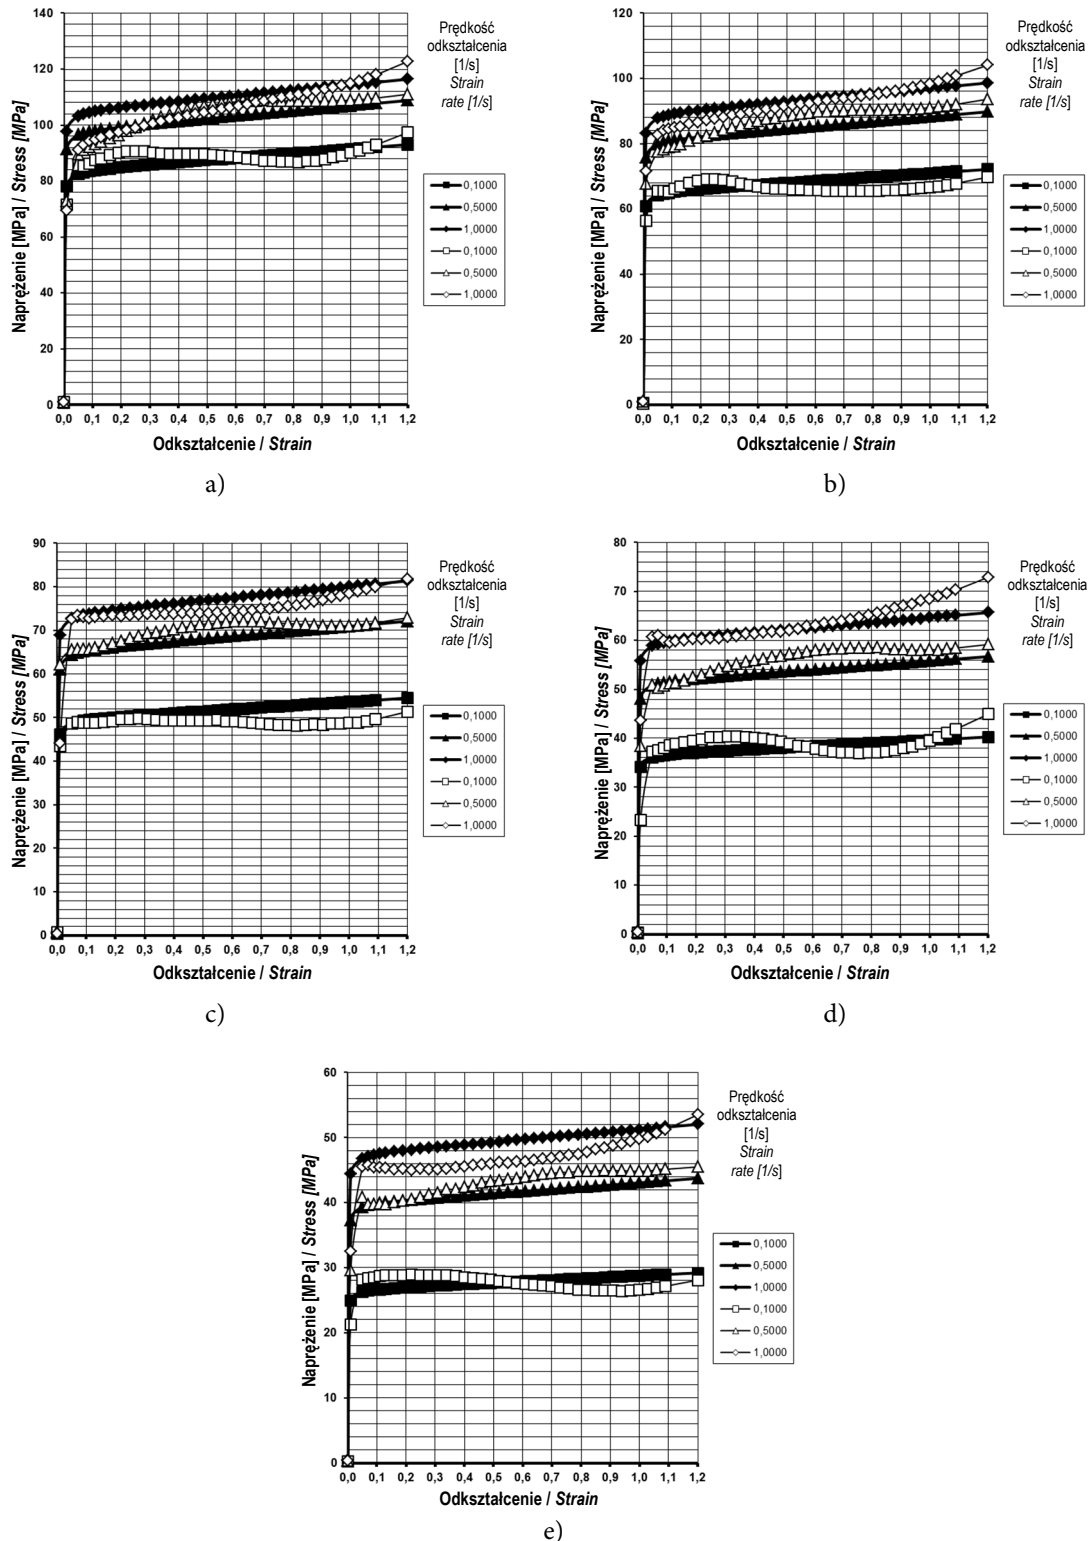 140
120
100
80
60
40
20
0
0,0 0,1 0,2 0,3 0,4 0,5 0,6 0,7 0,8 0,9 1,0 1,1 1,2
Naprężenie [MPa] / Stress [MPa]
Odkształcenie / Strain
Prędkość
odkształcenia
[1/s]
Strain
rate [1/s]
0,1000
0,5000
1,0000
0,1000
0,5000
1,0000
a)
120
100
80
60
40
20
0
0,0 0,1 0,2 0,3 0,4 0,5 0,6 0,7 0,8 0,9 1,0 1,1 1,2
Naprężenie [MPa] / Stress [MPa]
Odkształcenie / Strain
Prędkość
odkształcenia
[1/s]
Strain
rate [1/s]
0,1000
0,5000
1,0000
0,1000
0,5000
1,0000
b)
90
80
70
60
50
40
30
20
10
0
0,0 0,1 0,2 0,3 0,4 0,5 0,6 0,7 0,8 0,9 1,0 1,1 1,2
Naprężenie [MPa] / Stress [MPa]
Odkształcenie / Strain
Prędkość
odkształcenia
[1/s]
Strain
rate [1/s]
0,1000
0,5000
1,0000
0,1000
0,5000
1,0000
c)
80
70
60
50
40
30
20
10
0
0,0 0,1 0,2 0,3 0,4 0,5 0,6 0,7 0,8 0,9 1,0 1,1 1,2
Naprężenie [MPa] / Stress [MPa]
Odkształcenie / Strain
Prędkość
odkształcenia
[1/s]
Strain
rate [1/s]
0,1000
0,5000
1,0000
0,1000
0,5000
1,0000
d)
60
50
40
30
20
10
0
0,0 0,1 0,2 0,3 0,4 0,5 0,6 0,7 0,8 0,9 1,0 1,1 1,2
Naprężenie [MPa] / Stress [MPa]
Odkształcenie / Strain
Prędkość
odkształcenia
[1/s]
Strain
rate [1/s]
0,1000
0,5000
1,0000
0,1000
0,5000
1,0000
e)